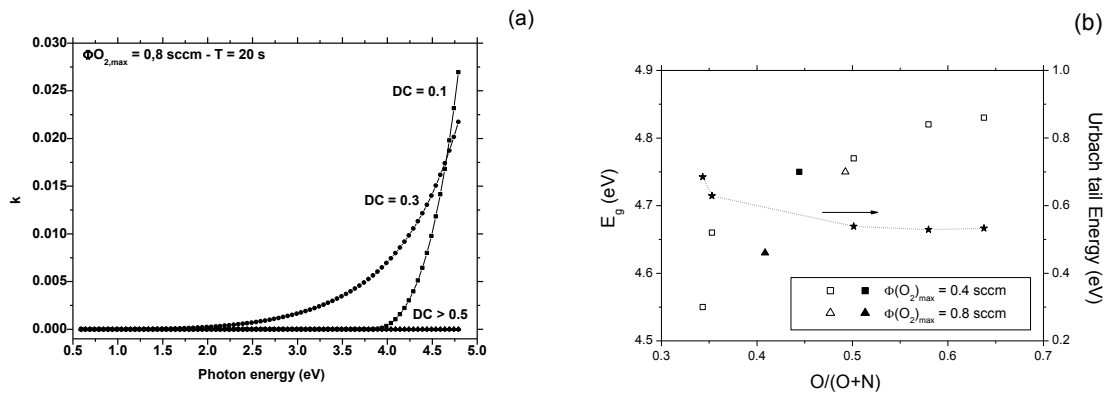 (a)
0.030
0.025
0.020
0.015
0.010
0.005
0.000
k
ΦO2,max = 0,8 sccm - T = 20 s
DC = 0.1
DC = 0.3
DC > 0.5
0.5 1.0 1.5 2.0 2.5 3.0 3.5 4.0 4.5 5.0
Photon energy (eV)
(b)
4.9
4.8
4.7
4.6
4.5
Eg (eV)
1.0
0.8
0.6
0.4
0.2
Urbach tail Energy (eV)
Φ(O2)max = 0.4 sccm
Φ(O2)max = 0.8 sccm
0.3 0.4 0.5 0.6 0.7
O/(O+N)